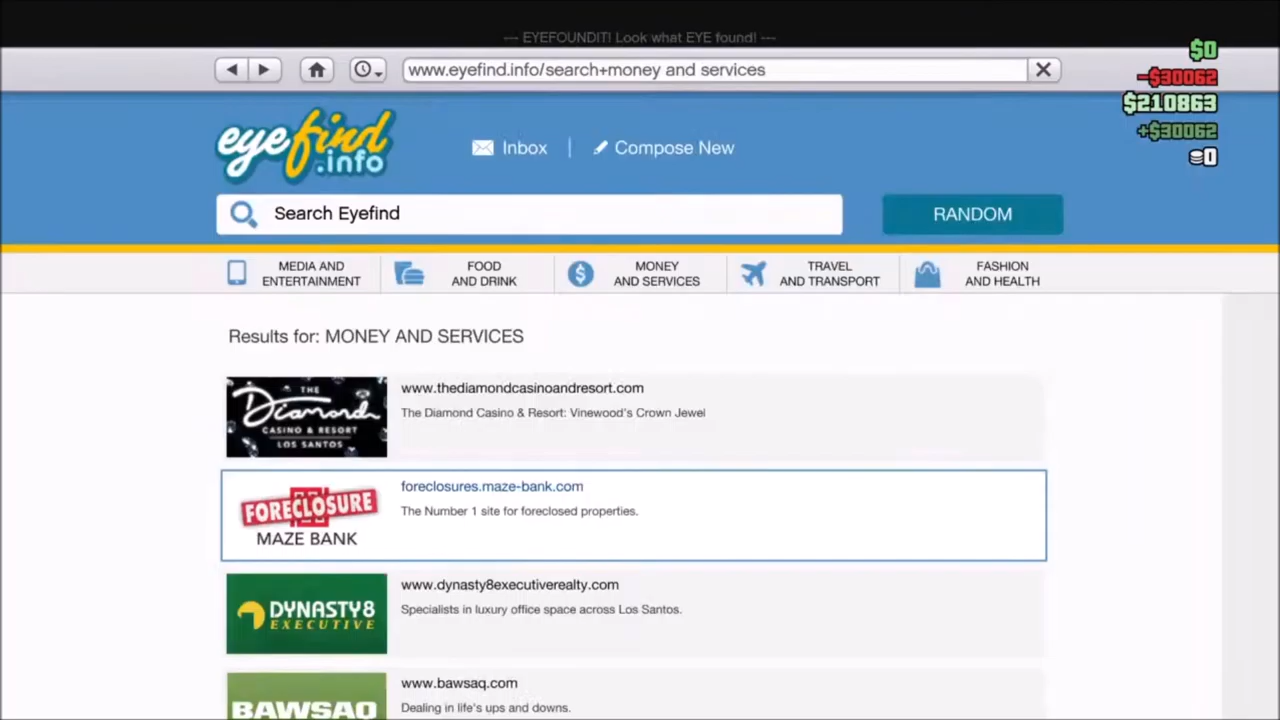 --- EYEFOUNDIT! Look what EYE found! ---
www.eyefind.info/search+money and services
$0
-$30062
$210863
+$30062
0
eyefind
.info
Inbox
Compose New
Search Eyefind
RANDOM
MEDIA AND
ENTERTAINMENT
FOOD
AND DRINK
MONEY
AND SERVICES
TRAVEL
AND TRANSPORT
FASHION
AND HEALTH
Results for: MONEY AND SERVICES
THE
Diamond
CASINO & RESORT
LOS SANTOS
www.thediamondcasinoandresort.com
The Diamond Casino & Resort: Vinewood's Crown Jewel
FORECLOSURE
MAZE BANK
foreclosures.maze-bank.com
The Number 1 site for foreclosed properties.
DYNASTY8
EXECUTIVE
www.dynasty8executiverealty.com
Specialists in luxury office space across Los Santos.
BAWSAQ
www.bawsaq.com
Dealing in life's ups and downs.